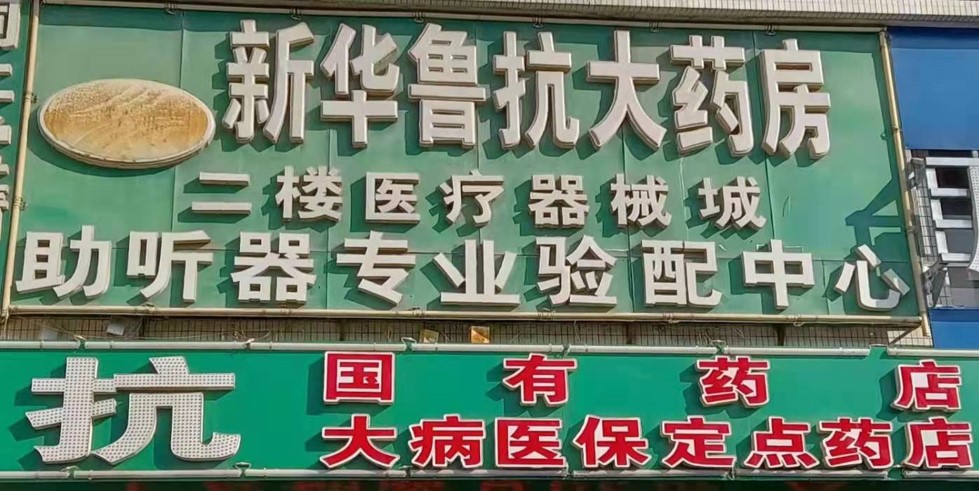 新华鲁抗大药房
二楼医疗器械城
助听器专业验配中心
抗
国有药店
大病医保定点药店